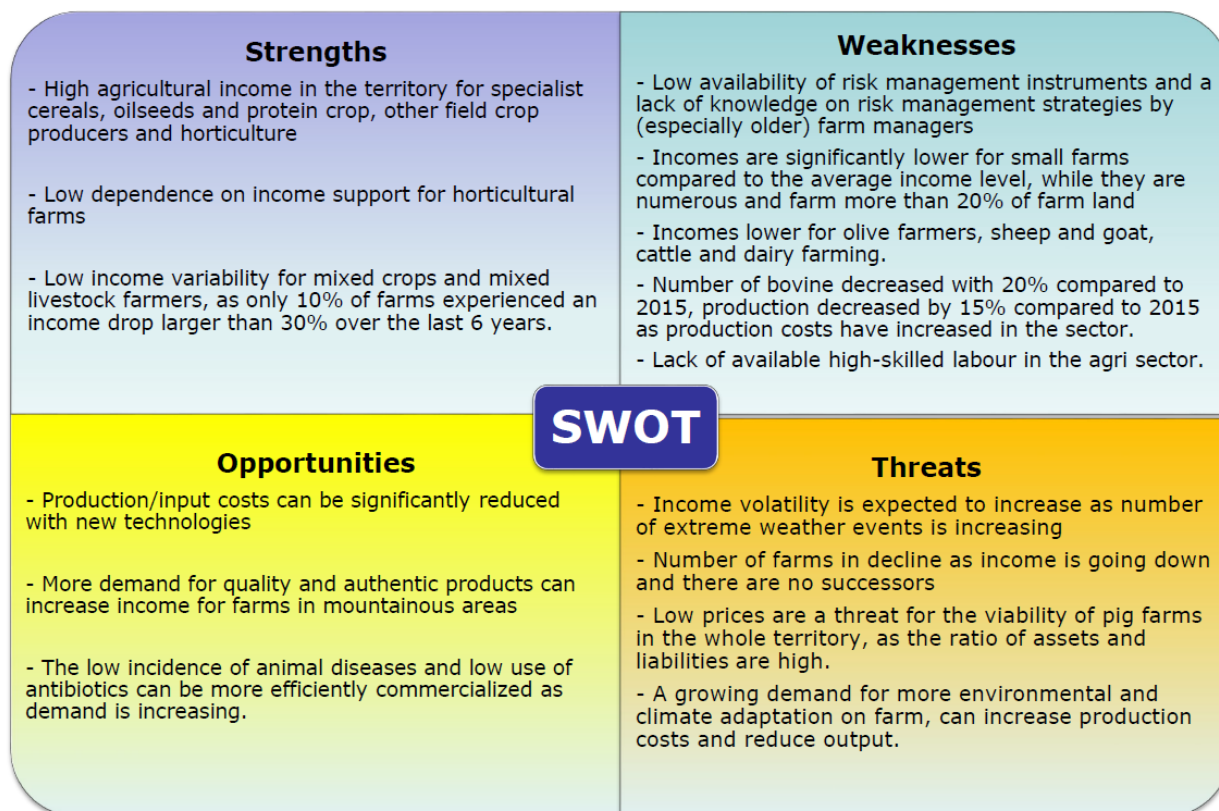 Strengths
- High agricultural income in the territory for specialist
cereals, oilseeds and protein crop, other field crop
producers and horticulture
- Low dependence on income support for horticultural
farms
- Low income variability for mixed crops and mixed
livestock farmers, as only 10% of farms experienced an
income drop larger than 30% over the last 6 years.
Weaknesses
- Low availability of risk management instruments and a
lack of knowledge on risk management strategies by
(especially older) farm managers
- Incomes are significantly lower for small farms
compared to the average income level, while they are
numerous and farm more than 20% of farm land
- Incomes lower for olive farmers, sheep and goat,
cattle and dairy farming.
- Number of bovine decreased with 20% compared to
2015, production decreased by 15% compared to 2015
as production costs have increased in the sector.
- Lack of available high-skilled labour in the agri sector.
SWOT
Opportunities
- Production/input costs can be significantly reduced
with new technologies
- More demand for quality and authentic products can
increase income for farms in mountainous areas
- The low incidence of animal diseases and low use of
antibiotics can be more efficiently commercialized as
demand is increasing.
Threats
- Income volatility is expected to increase as number
of extreme weather events is increasing
- Number of farms in decline as income is going down
and there are no successors
- Low prices are a threat for the viability of pig farms
in the whole territory, as the ratio of assets and
liabilities are high.
- A growing demand for more environmental and
climate adaptation on farm, can increase production
costs and reduce output.